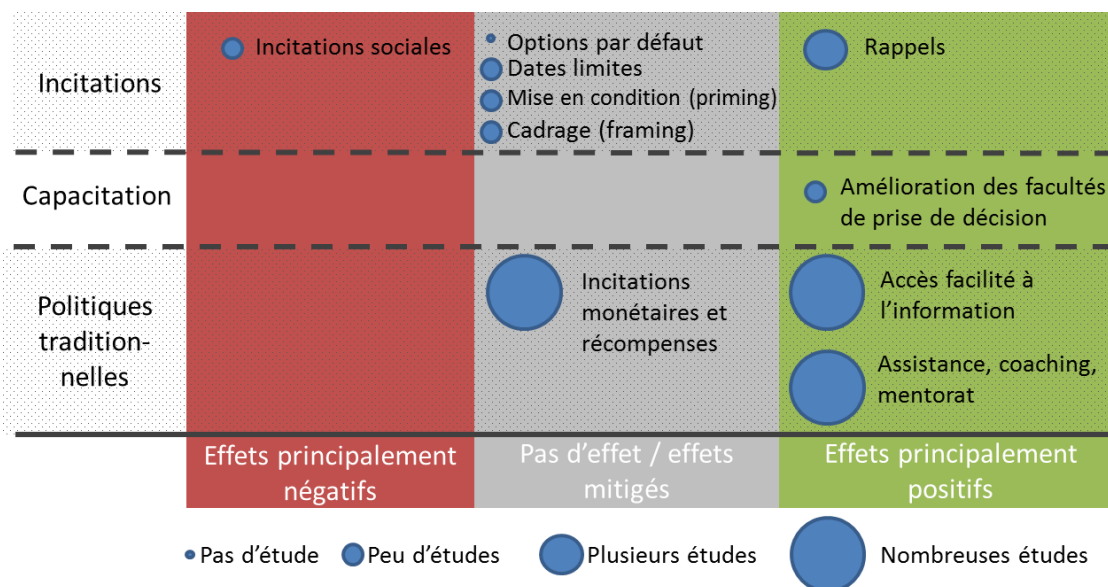 Incitations
Incitations sociales
Options par défaut
Dates limites
Mise en condition (priming)
Cadrage (framing)
Rappels
Capacitation
Amélioration des facultés
de prise de décision
Politiques
tradition-
nelles
Incitations
monétaires et
récompenses
Accès facilité à
l’information
Assistance, coaching,
mentorat
Effets principalement
négatifs
Pas d’effet / effets
mitigés
Effets principalement
positifs
Pas d’étude
Peu d’études
Plusieurs études
Nombreuses études